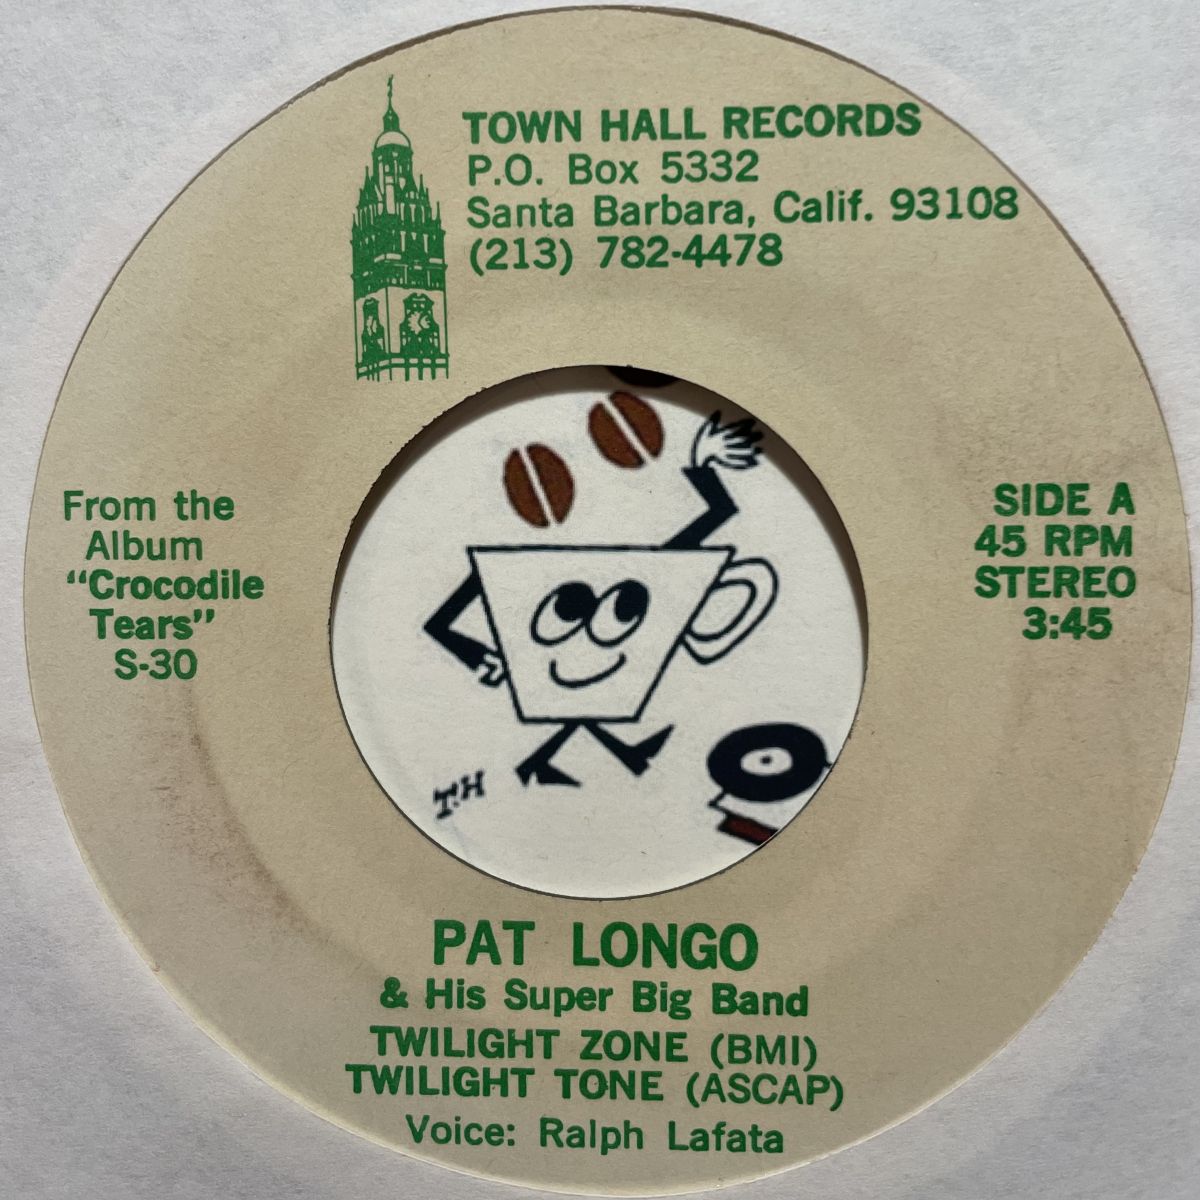 TOWN HALL RECORDS
P.O. Box 5332
Santa Barbara, Calif. 93108
(213) 782-4478
From the
Album
"Crocodile
Tears"
S-30
SIDE A
45 RPM
STEREO
3:45
T.H
PAT LONGO
& His Super Big Band
TWILIGHT ZONE (BMI)
TWILIGHT TONE (ASCAP)
Voice: Ralph Lafata